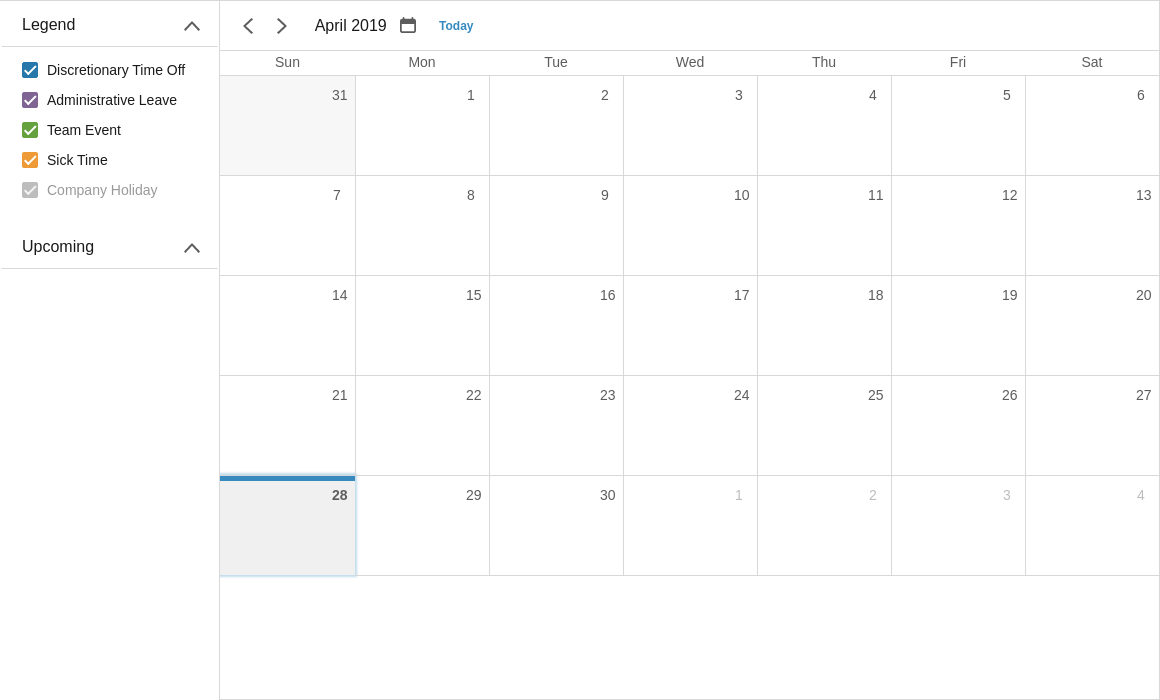 Legend
Discretionary Time Off
Administrative Leave
Team Event
Sick Time
Company Holiday
Upcoming
April 2019 Today
Sun Mon Tue Wed Thu Fri Sat
31 1 2 3 4 5 6
7 8 9 10 11 12 13
14 15 16 17 18 19 20
21 22 23 24 25 26 27
28 29 30 1 2 3 4